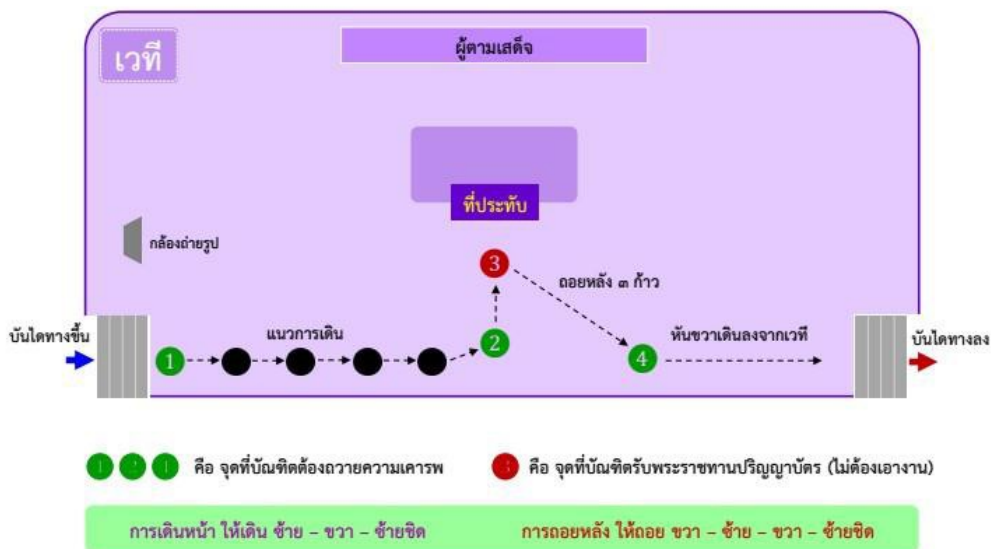 เวที
ผู้ตามเสด็จ
ที่ประทับ
กล้องถ่ายรูป
3
ถอยหลัง ๓ ก้าว
บันไดทางขึ้น
แนวการเดิน
2
หันขวาเดินลงจากเวที
บันไดทางลง
1
4
คือ จุดที่บัณฑิตต้องถวายความเคารพ
คือ จุดที่บัณฑิตรับพระราชทานปริญญาบัตร (ไม่ต้องเอางาน)
การเดินหน้า ให้เดิน ซ้าย – ขวา – ซ้ายชิด
การถอยหลัง ให้ถอย ขวา – ซ้าย – ขวา – ซ้ายชิด